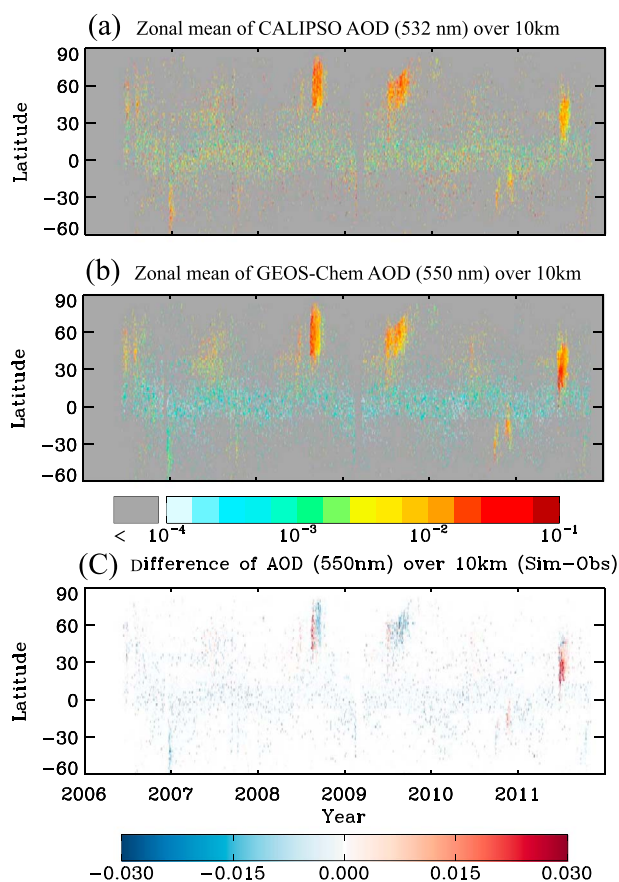 (a) Zonal mean of CALIPSO AOD (532 nm) over 10km
90
60
30
0
−30
−60
Latitude
(b) Zonal mean of GEOS-Chem AOD (550 nm) over 10km
90
60
30
0
−30
−60
Latitude
< 10-4 10-3 10-2 10-1
(C) Difference of AOD (550nm) over 10km (Sim-Obs)
90
60
30
0
−30
−60
Latitude
2006 2007 2008 2009 2010 2011
Year
−0.030 −0.015 0.000 0.015 0.030